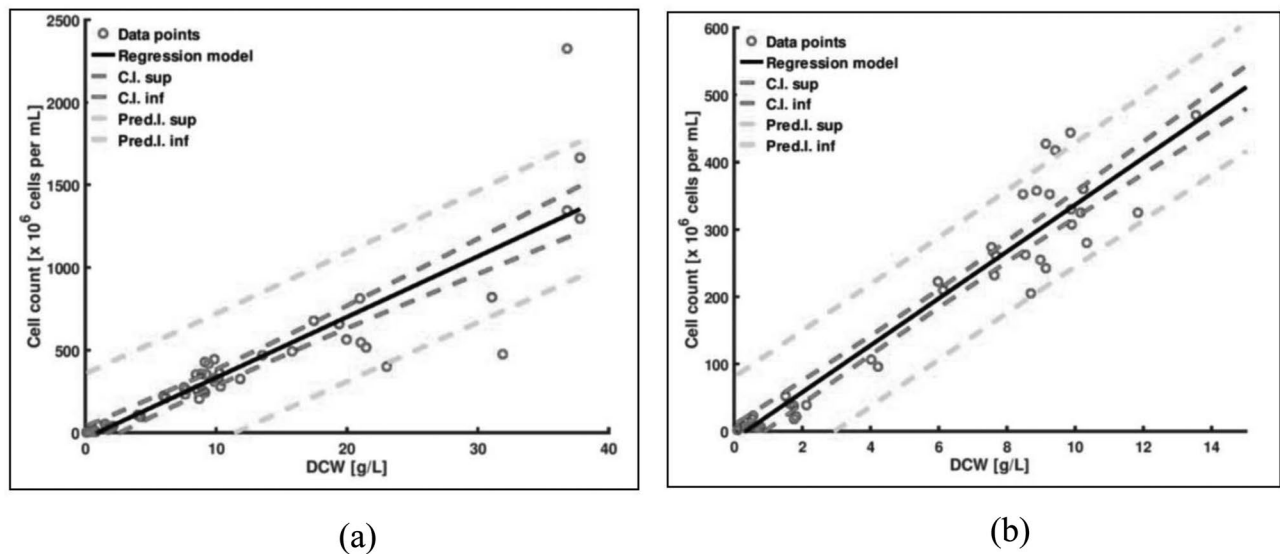 2500
2000
1500
1000
500
0
Cell count [x 10⁶ cells per mL]
Data points
Regression model
C.I. sup
C.I. inf
Pred.I. sup
Pred.I. inf
0 10 20 30 40
DCW [g/L]
(a)
600
500
400
300
200
100
0
Cell count [x 10⁶ cells per mL]
Data points
Regression model
C.I. sup
C.I. inf
Pred.I. sup
Pred.I. inf
0 2 4 6 8 10 12 14
DCW [g/L]
(b)